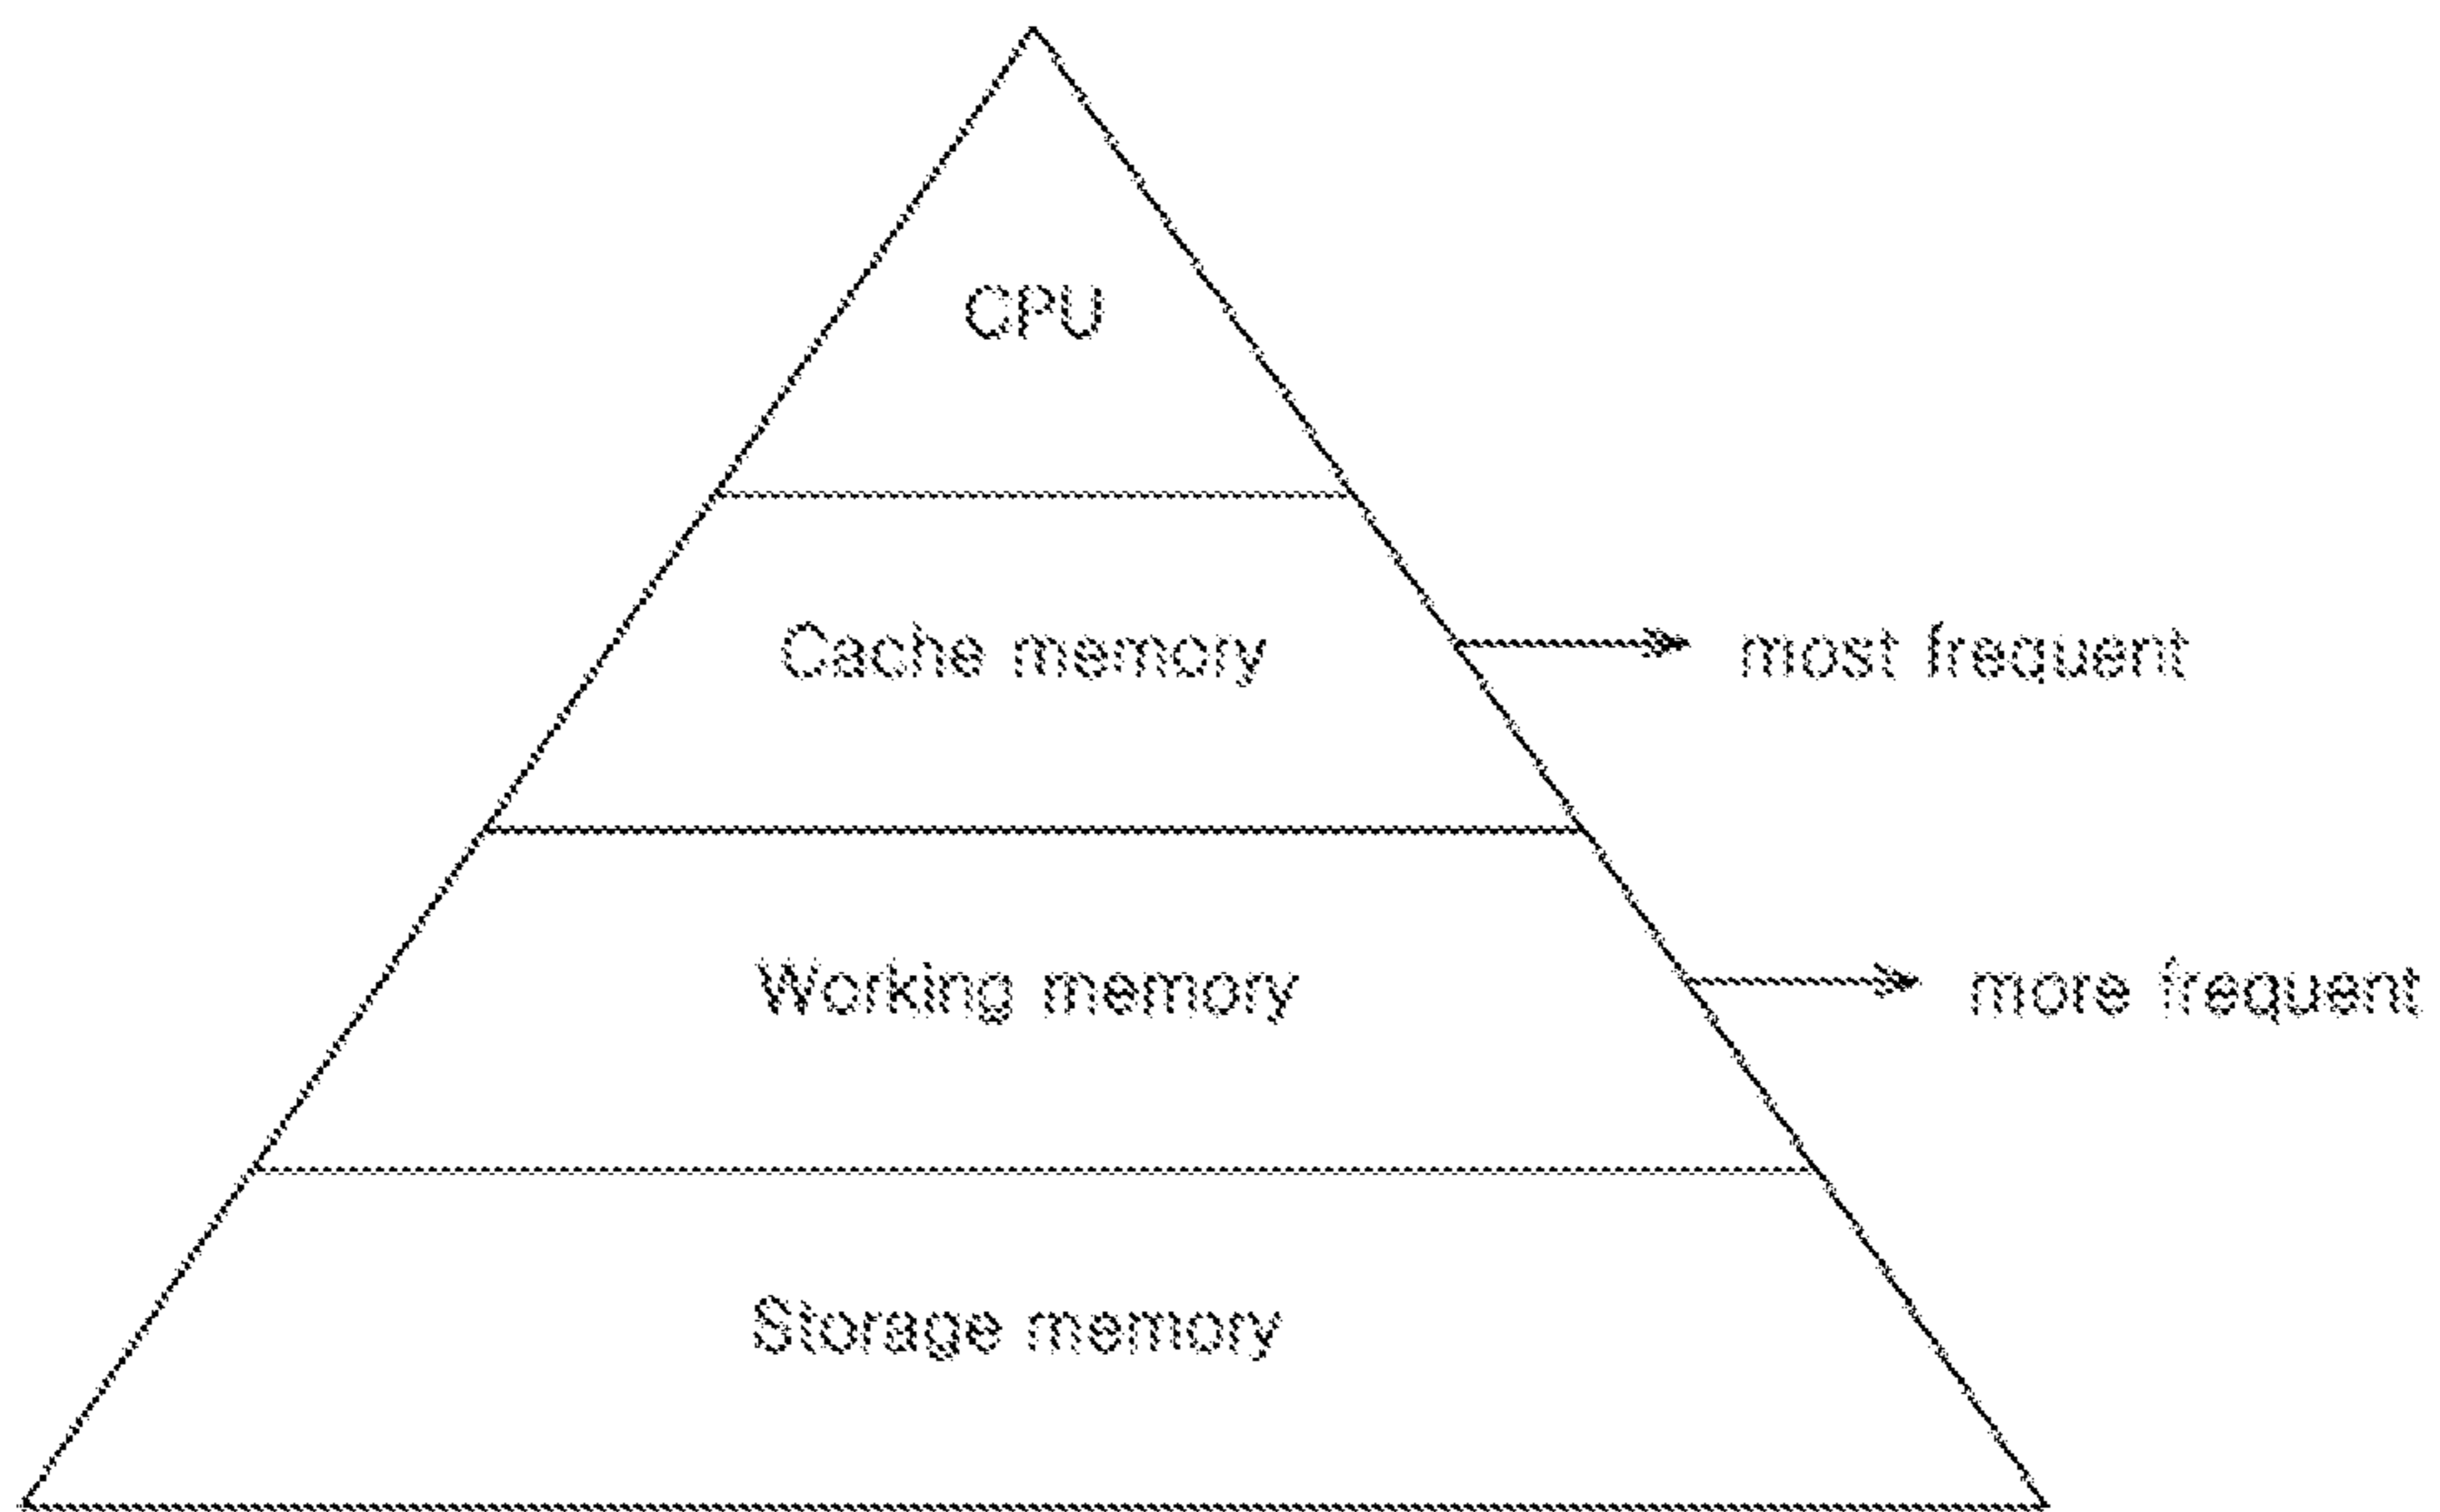 CPU
Cache memory
most frequent
Working memory
more frequent
Storage memory